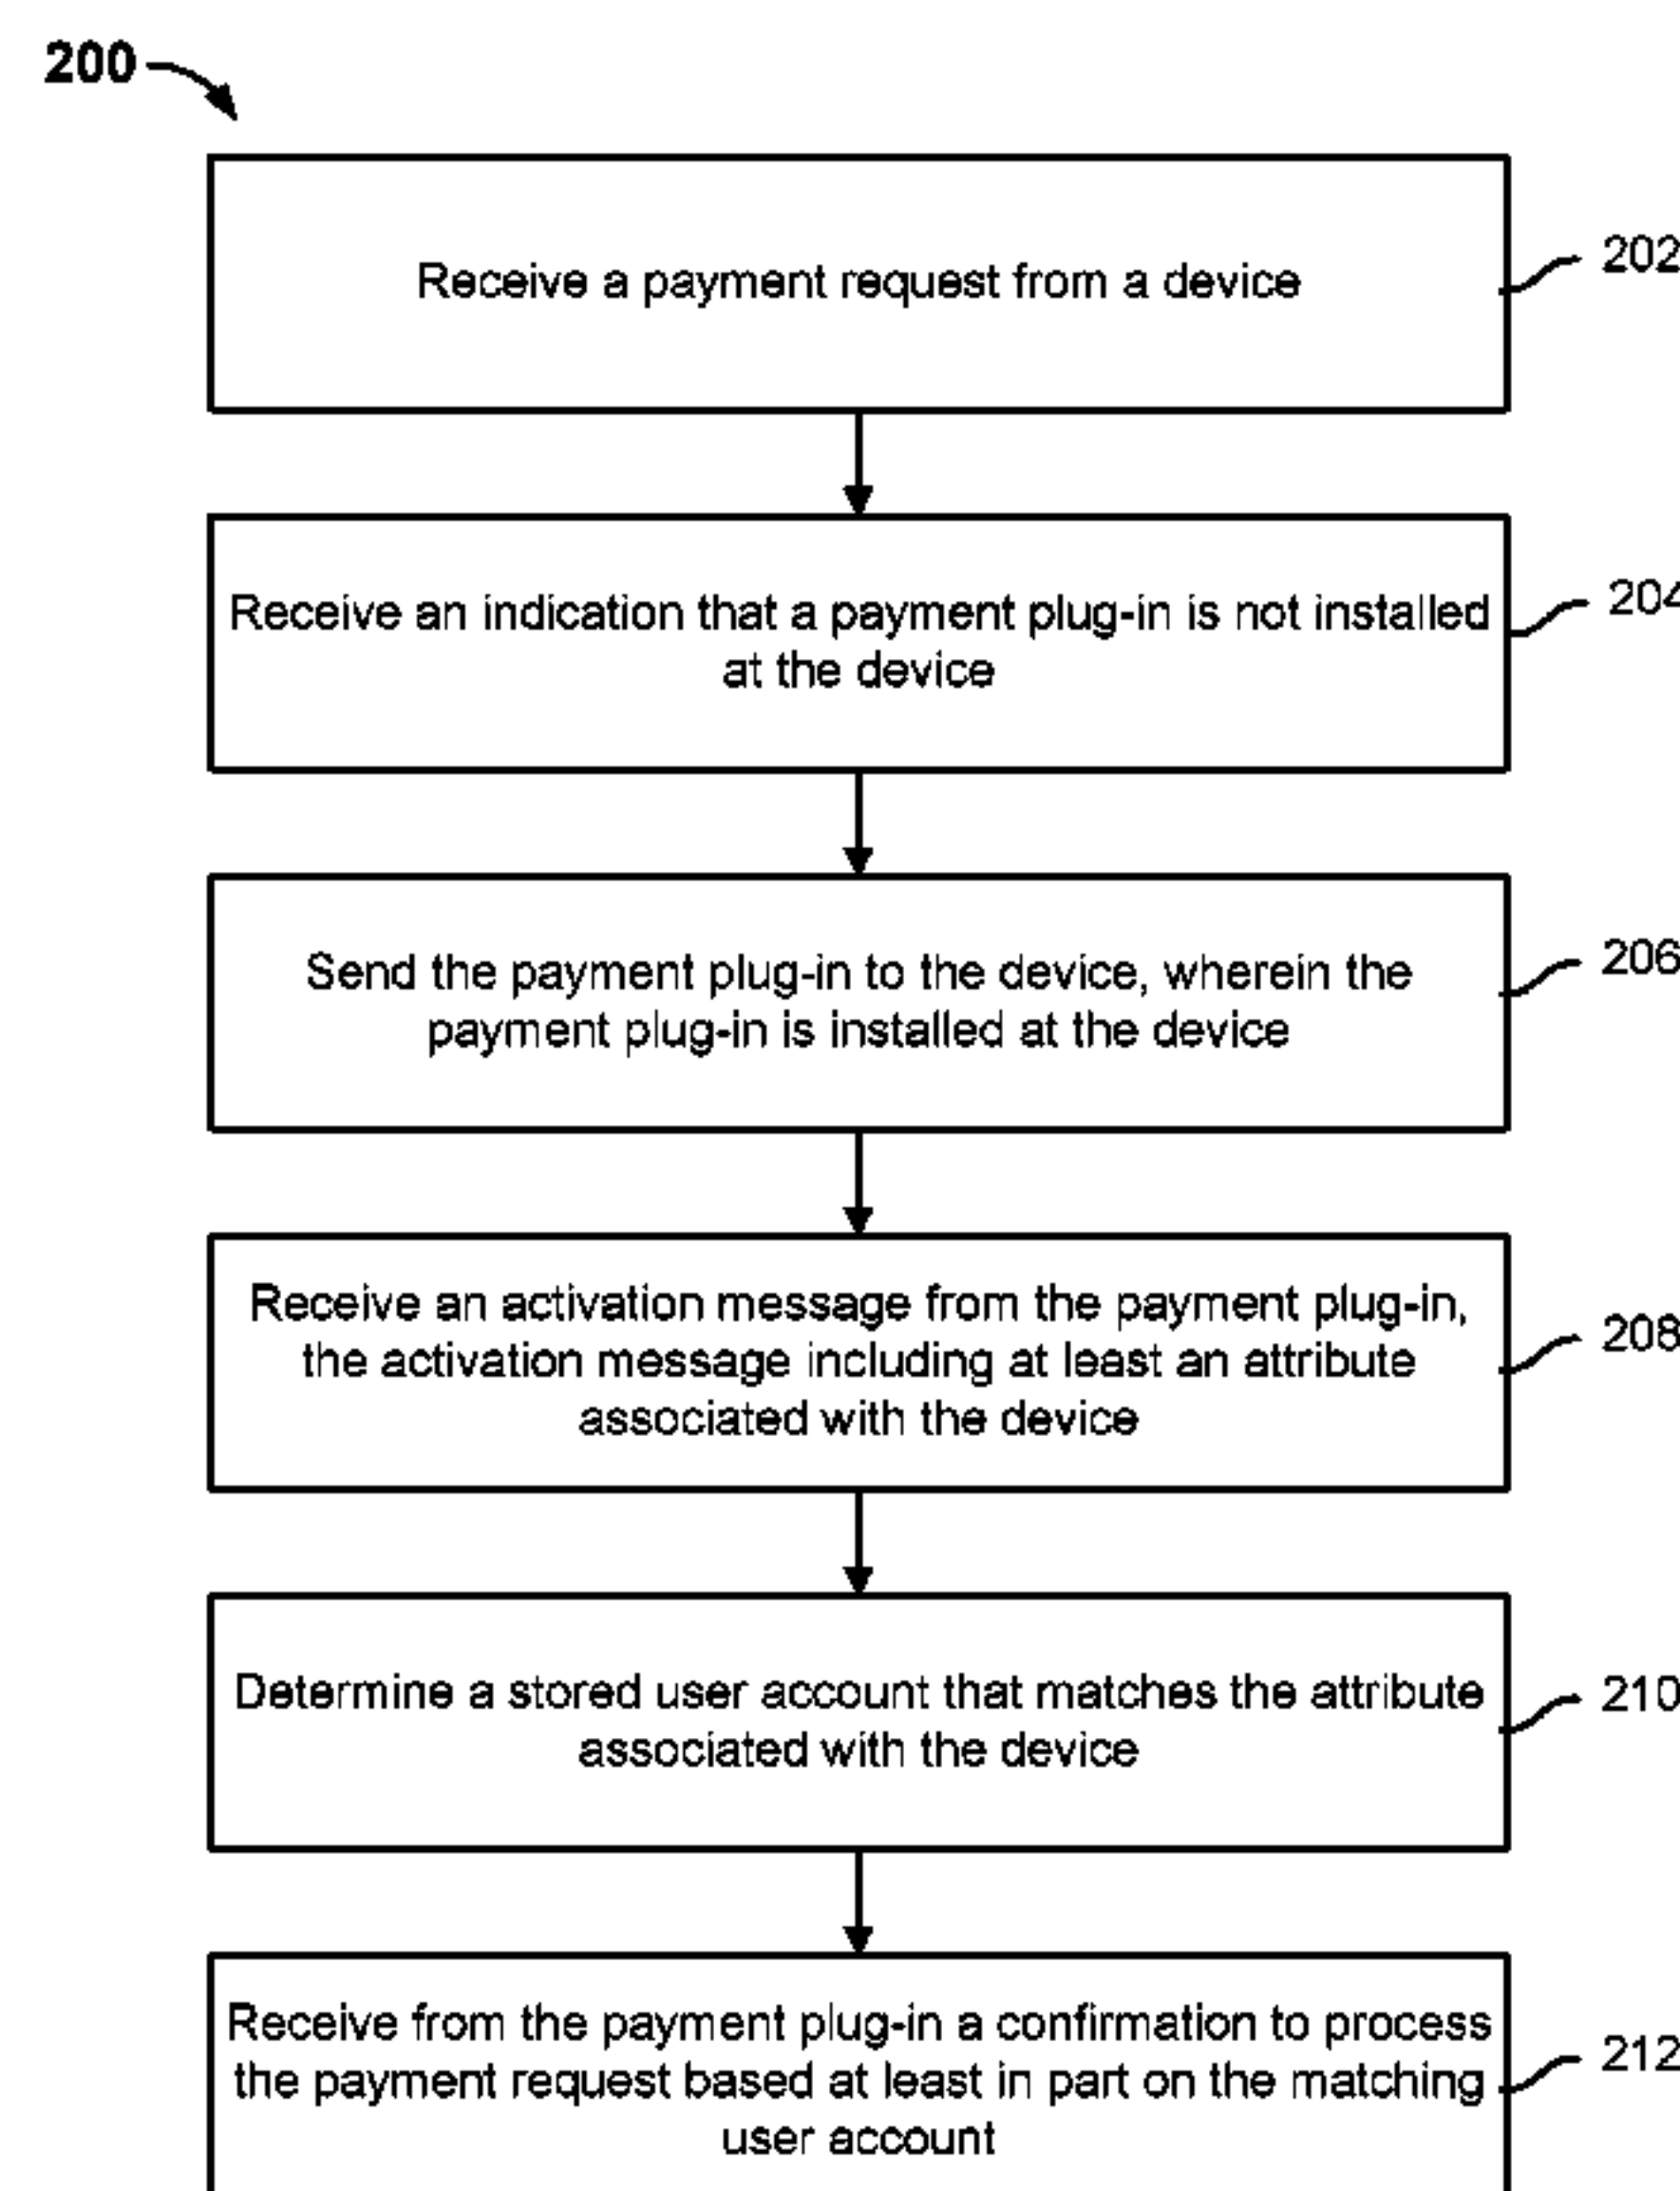 200
Receive a payment request from a device
202
Receive an indication that a payment plug-in is not installed
at the device
204
Send the payment plug-in to the device, wherein the
payment plug-in is installed at the device
206
Receive an activation message from the payment plug-in,
the activation message including at least an attribute
associated with the device
208
Determine a stored user account that matches the attribute
associated with the device
210
Receive from the payment plug-in a confirmation to process
the payment request based at least in part on the matching
user account
212